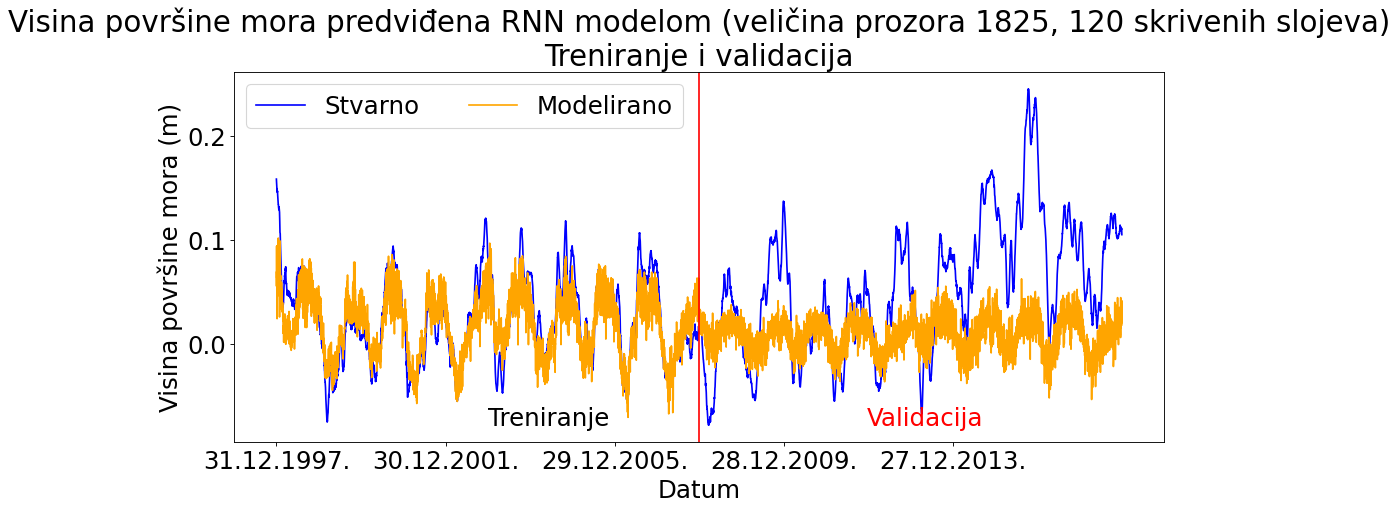 Visina površine mora predviđena RNN modelom (veličina prozora 1825, 120 skrivenih slojeva)
Treniranje i validacija
Stvarno Modelirano
Visina površine mora (m)
0.2
0.1
0.0
Treniranje Validacija
31.12.1997. 30.12.2001. 29.12.2005. 28.12.2009. 27.12.2013.
Datum